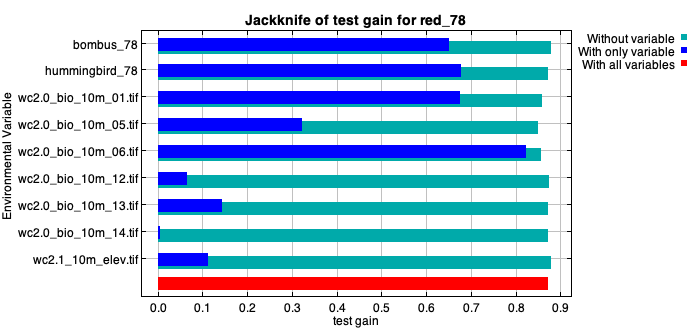 Jackknife of test gain for red_78
Without variable
With only variable
With all variables
Environmental Variable
bombus_78
hummingbird_78
wc2.0_bio_10m_01.tif
wc2.0_bio_10m_05.tif
wc2.0_bio_10m_06.tif
wc2.0_bio_10m_12.tif
wc2.0_bio_10m_13.tif
wc2.0_bio_10m_14.tif
wc2.1_10m_elev.tif
0.0 0.1 0.2 0.3 0.4 0.5 0.6 0.7 0.8 0.9
test gain